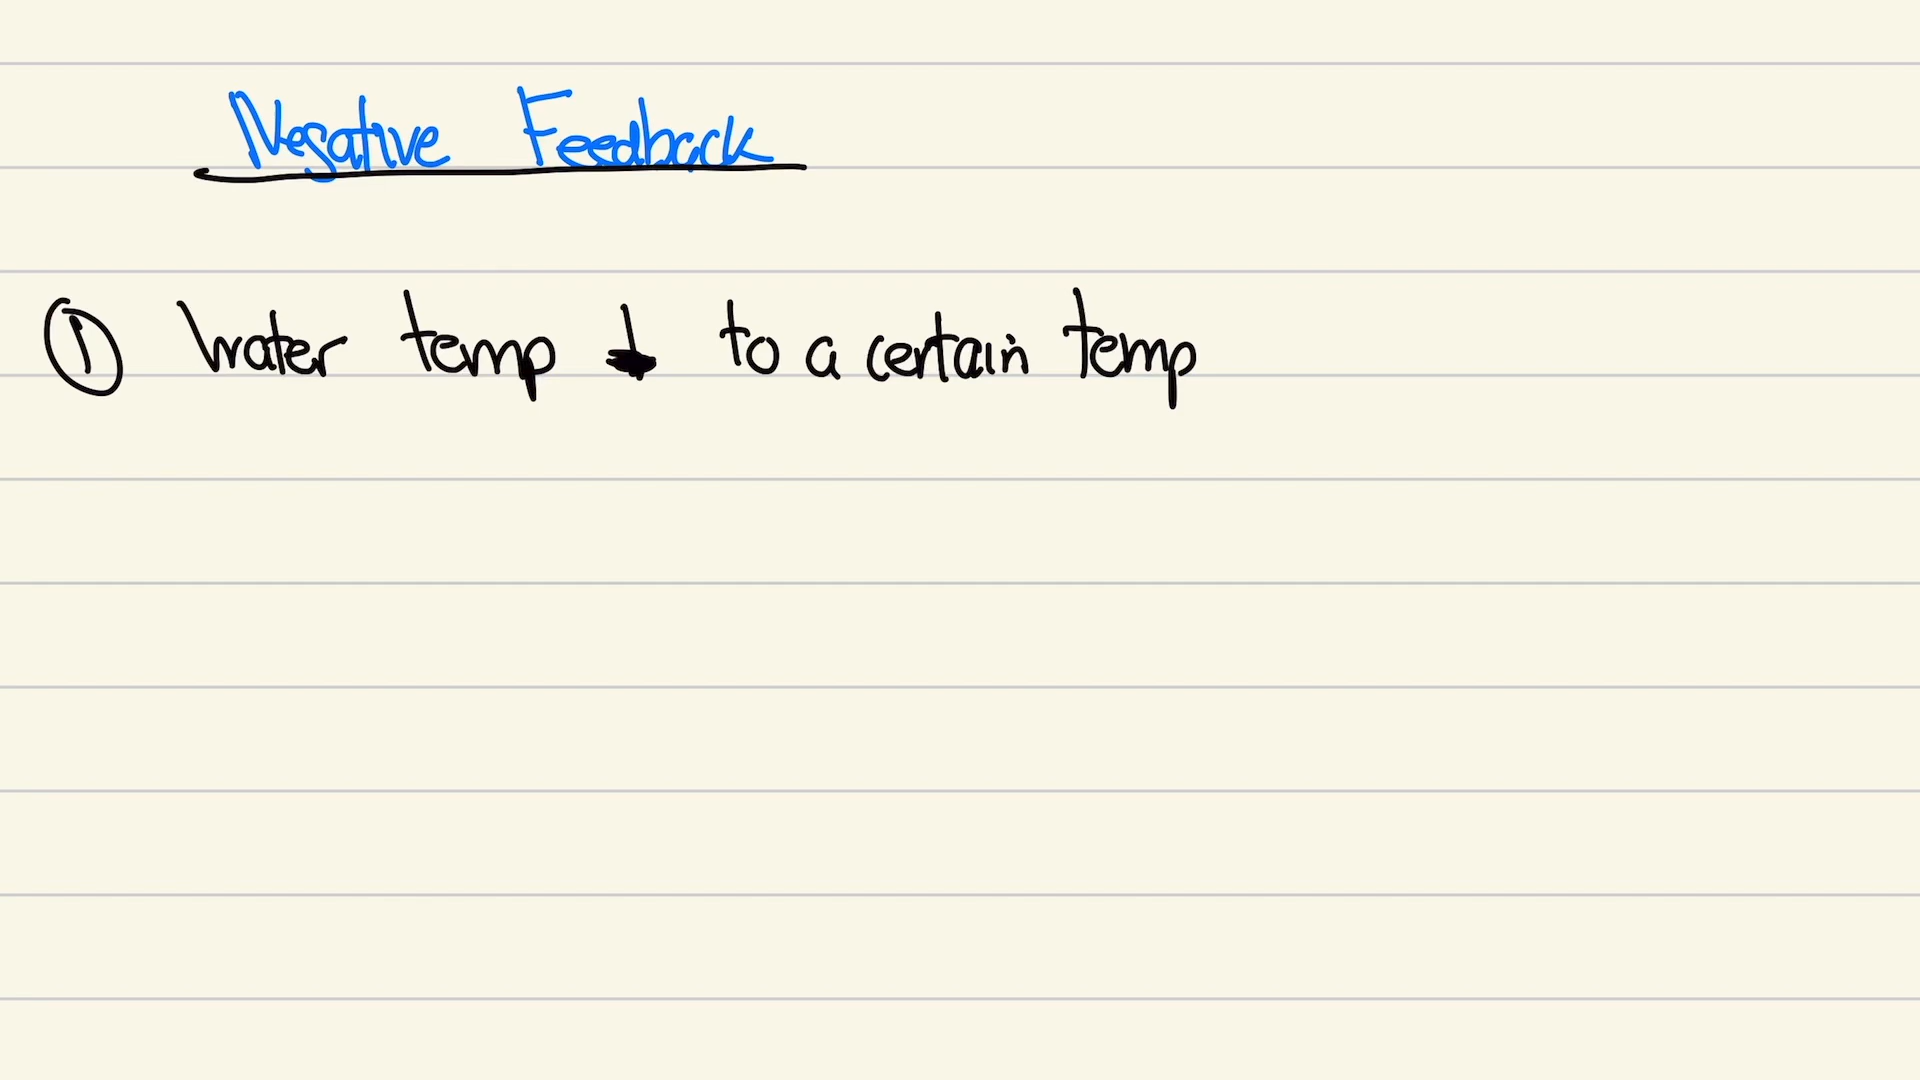 Negative Feedback
① Water temp ↓ to a certain temp